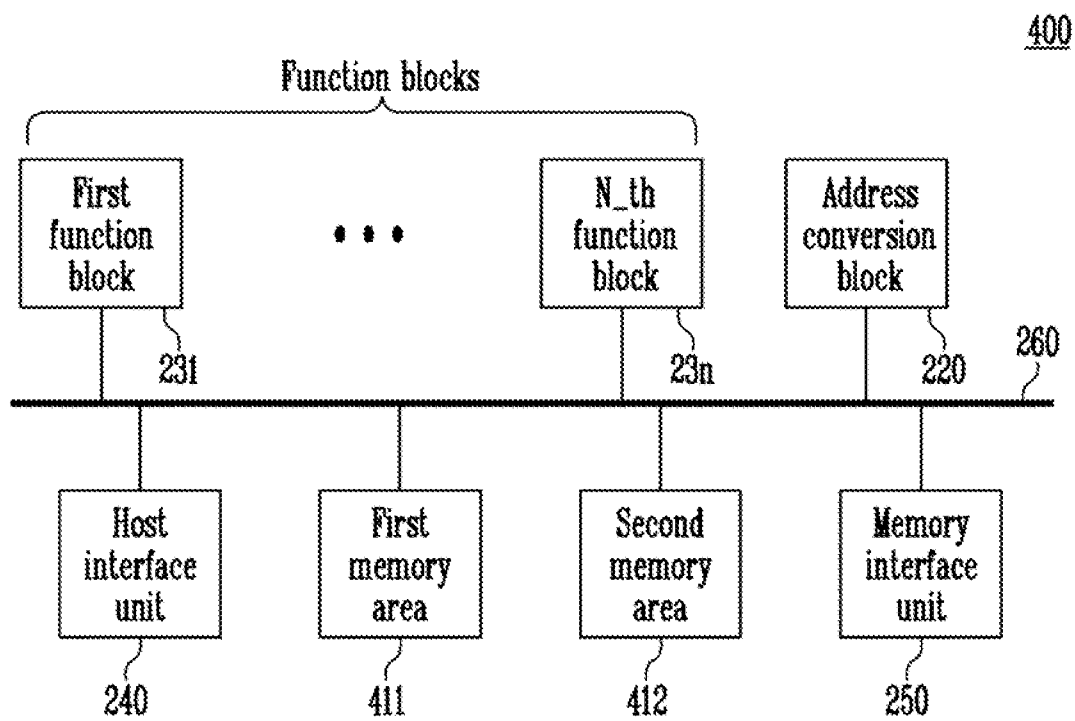 400
Function blocks
First
function
block
N_th
function
block
Address
conversion
block
231
23n
220
260
Host
interface
unit
First
memory
area
Second
memory
area
Memory
interface
unit
240
411
412
250